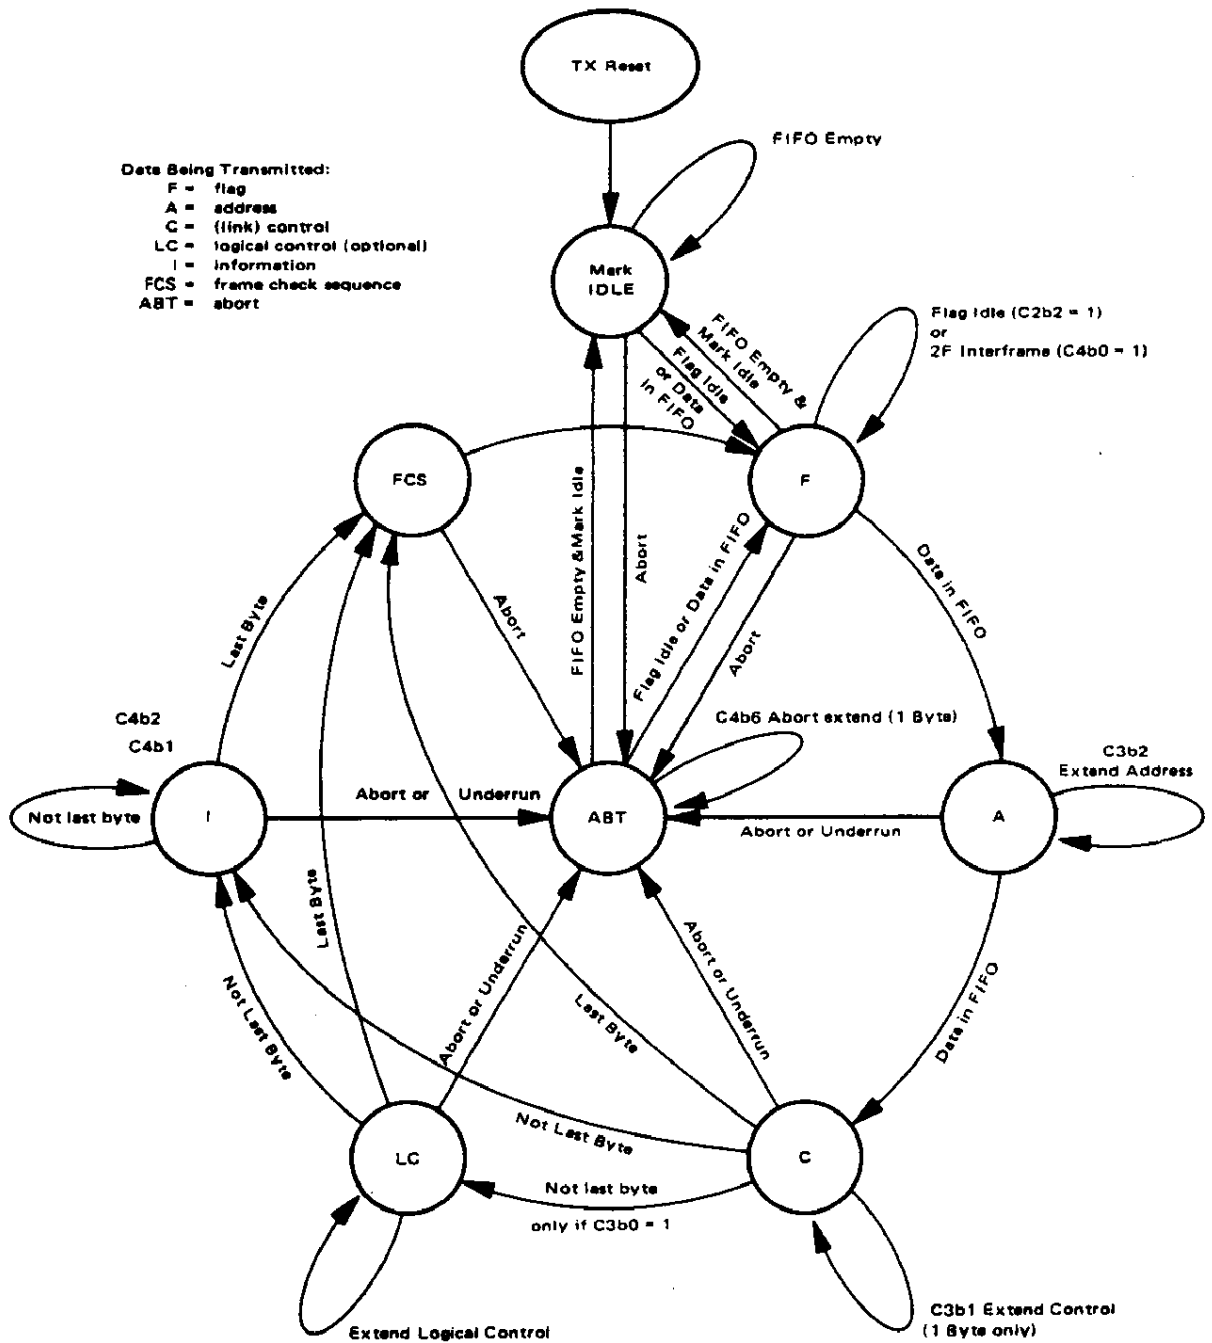 TX Reset
FIFO Empty
Data Being Transmitted:
F = flag
A = address
C = (link) control
LC = logical control (optional)
I = information
FCS = frame check sequence
ABT = abort
Mark
IDLE
Flag Idle (C2b2 = 1)
or
2F Interframe (C4b0 = 1)
FIFO Empty &
Mark Idle
Flag Idle
or Data
in FIFO
FCS
F
FIFO Empty &Mark Idle
Abort
Flag Idle or Data in FIFO
Abort
Data in FIFO
Abort
Last Byte
C4b2
C4b1
C4b6 Abort extend (1 Byte)
C3b2
Extend Address
Not last byte
I
Abort or Underrun
ABT
Abort or Underrun
A
Last Byte
Not Last Byte
Abort or Underrun
Last Byte
Abort or Underrun
Data in FIFO
Not Last Byte
LC
C
Not last byte
only if C3b0 = 1
Extend Logical Control
C3b1 Extend Control
(1 Byte only)